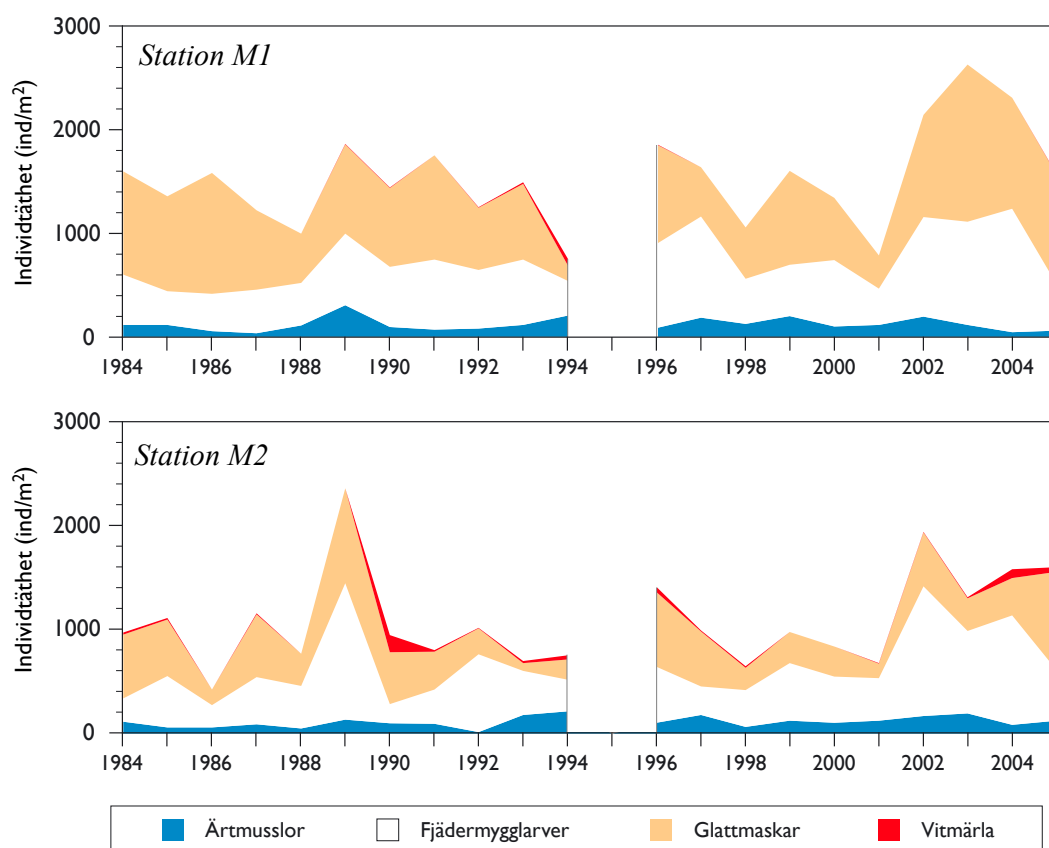 3000
Station M1
2000
1000
0
Individtäthet (ind/m²)
1984 1986 1988 1990 1992 1994 1996 1998 2000 2002 2004
3000
Station M2
2000
1000
0
Individtäthet (ind/m²)
1984 1986 1988 1990 1992 1994 1996 1998 2000 2002 2004
Ärtmusslor Fjädermygglarver Glattmaskar Vitmärla